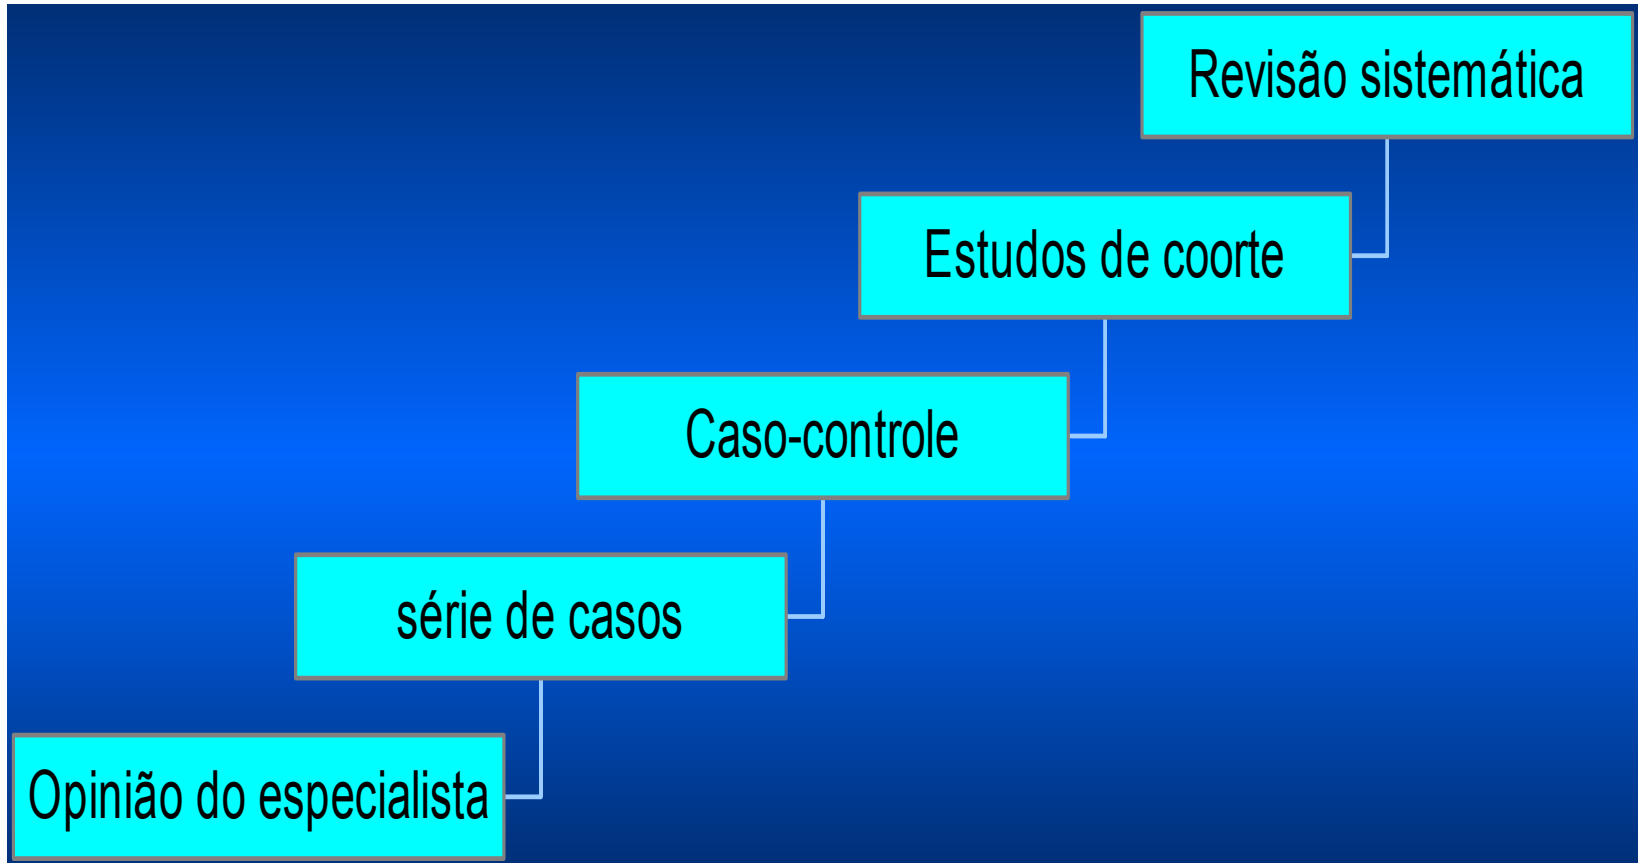 Revisão sistemática
Estudos de coorte
Caso-controle
série de casos
Opinião do especialista